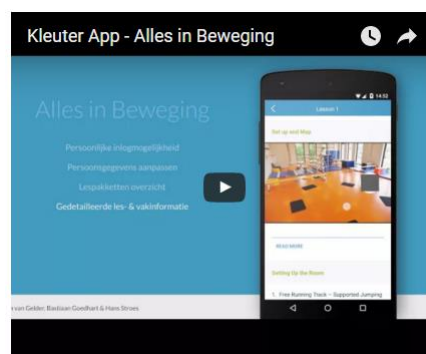 Kleuter App - Alles in Beweging
Alles in Beweging
Persoonlijke inlogmogelijkheid
Persoonsgegevens aanpassen
Lespakketten overzicht
Gedetailleerde les- & vakinformatie
14:52
Lesson 1
Set up and Map
READ MORE
Setting Up the Room
1. Free Running Track – Supported Jumping
van Gelder, Bastiaan Goedhart & Hans Stroes